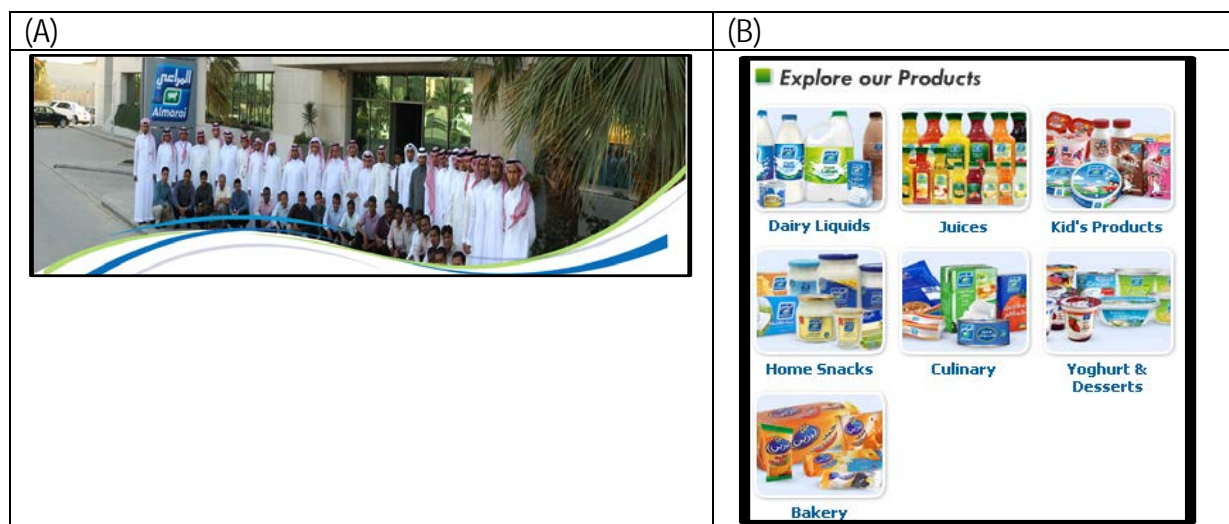 (A)
(B)
المراعي
Almarai
Explore our Products
Dairy Liquids
Juices
Kid's Products
Home Snacks
Culinary
Yoghurt &
Desserts
Bakery